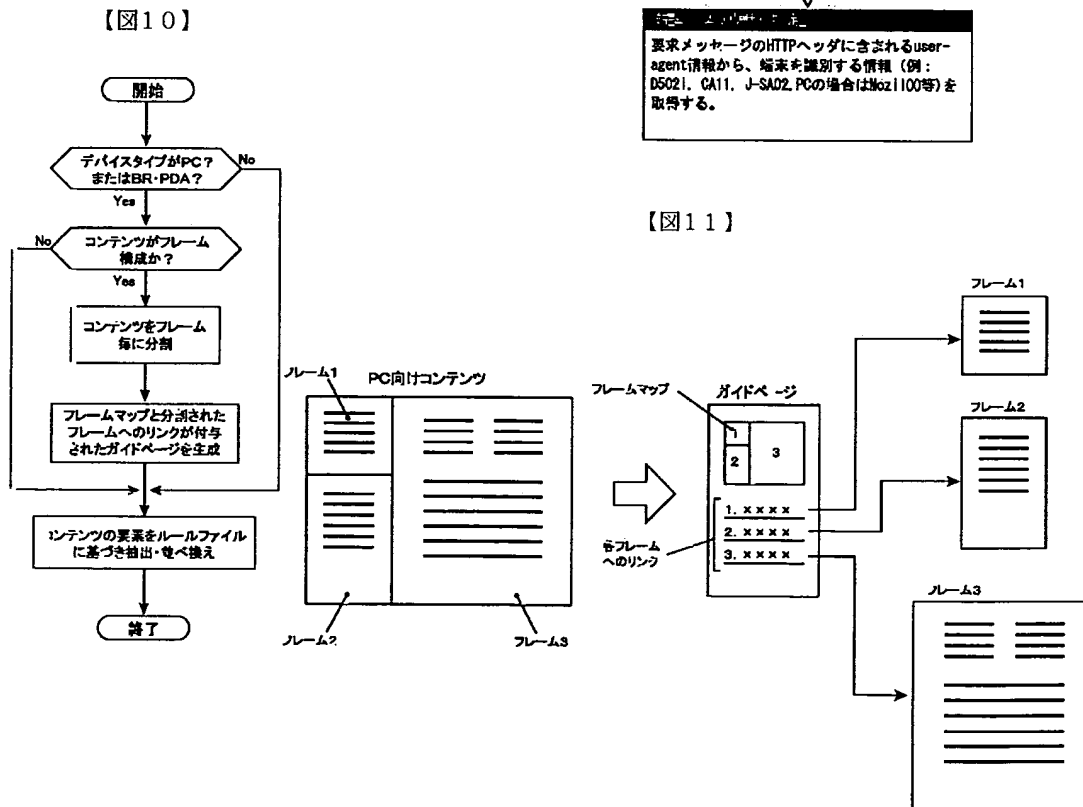 【図10】
開始
デバイスタイプがPC?
またはBR・PDA?
No
Yes
コンテンツがフレーム
構成か?
No
Yes
コンテンツをフレーム
毎に分割
フレームマップと分割された
フレームへのリンクが付与
されたガイドページを生成
コンテンツの要素をルールファイル
に基づき抽出・並べ換え
終了
要求メッセージのHTTPヘッダに含まれるuser-
agent情報から、端末を識別する情報(例:
D502i, CA11, J-SA02, PCの場合はMozi100等)を
取得する。
【図11】
フレーム1
PC向けコンテンツ
フレーム2
フレーム3
フレームマップ
ガイドページ
1
2
3
1. ××××
2. ××××
3. ××××
各フレーム
へのリンク
フレーム1
フレーム2
フレーム3